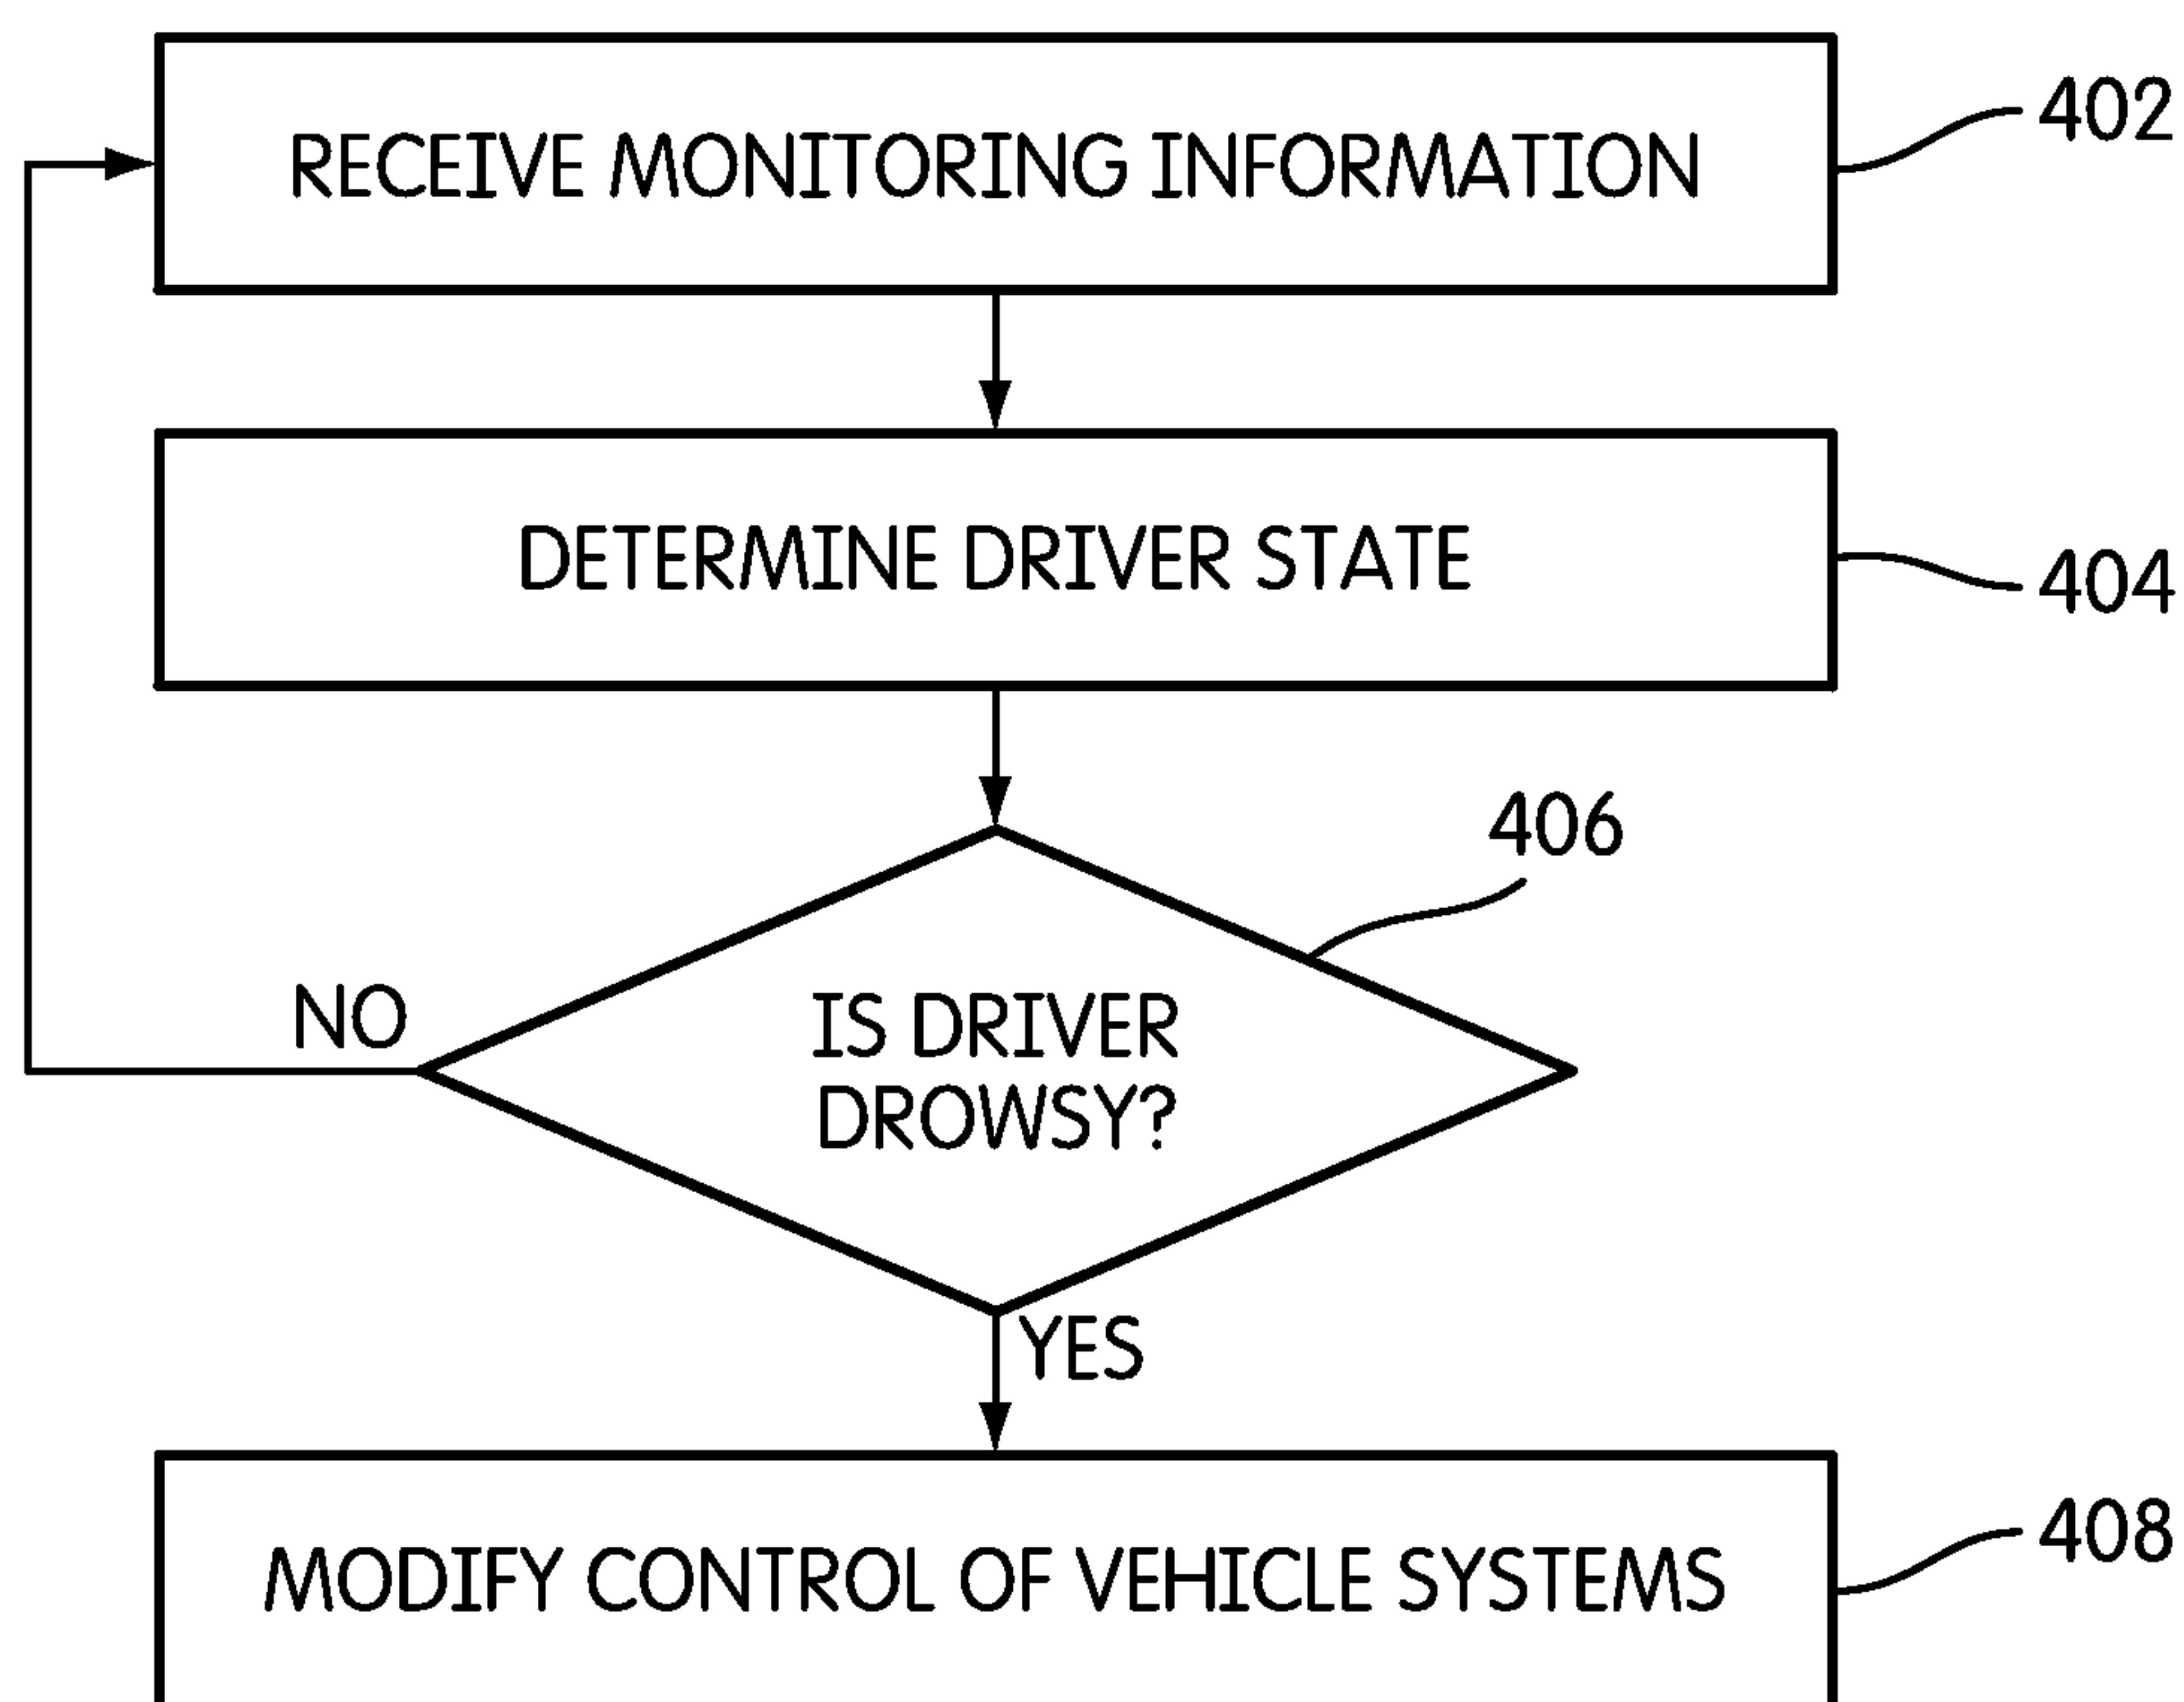 RECEIVE MONITORING INFORMATION
402
DETERMINE DRIVER STATE
404
406
NO
IS DRIVER
DROWSY?
YES
MODIFY CONTROL OF VEHICLE SYSTEMS
408